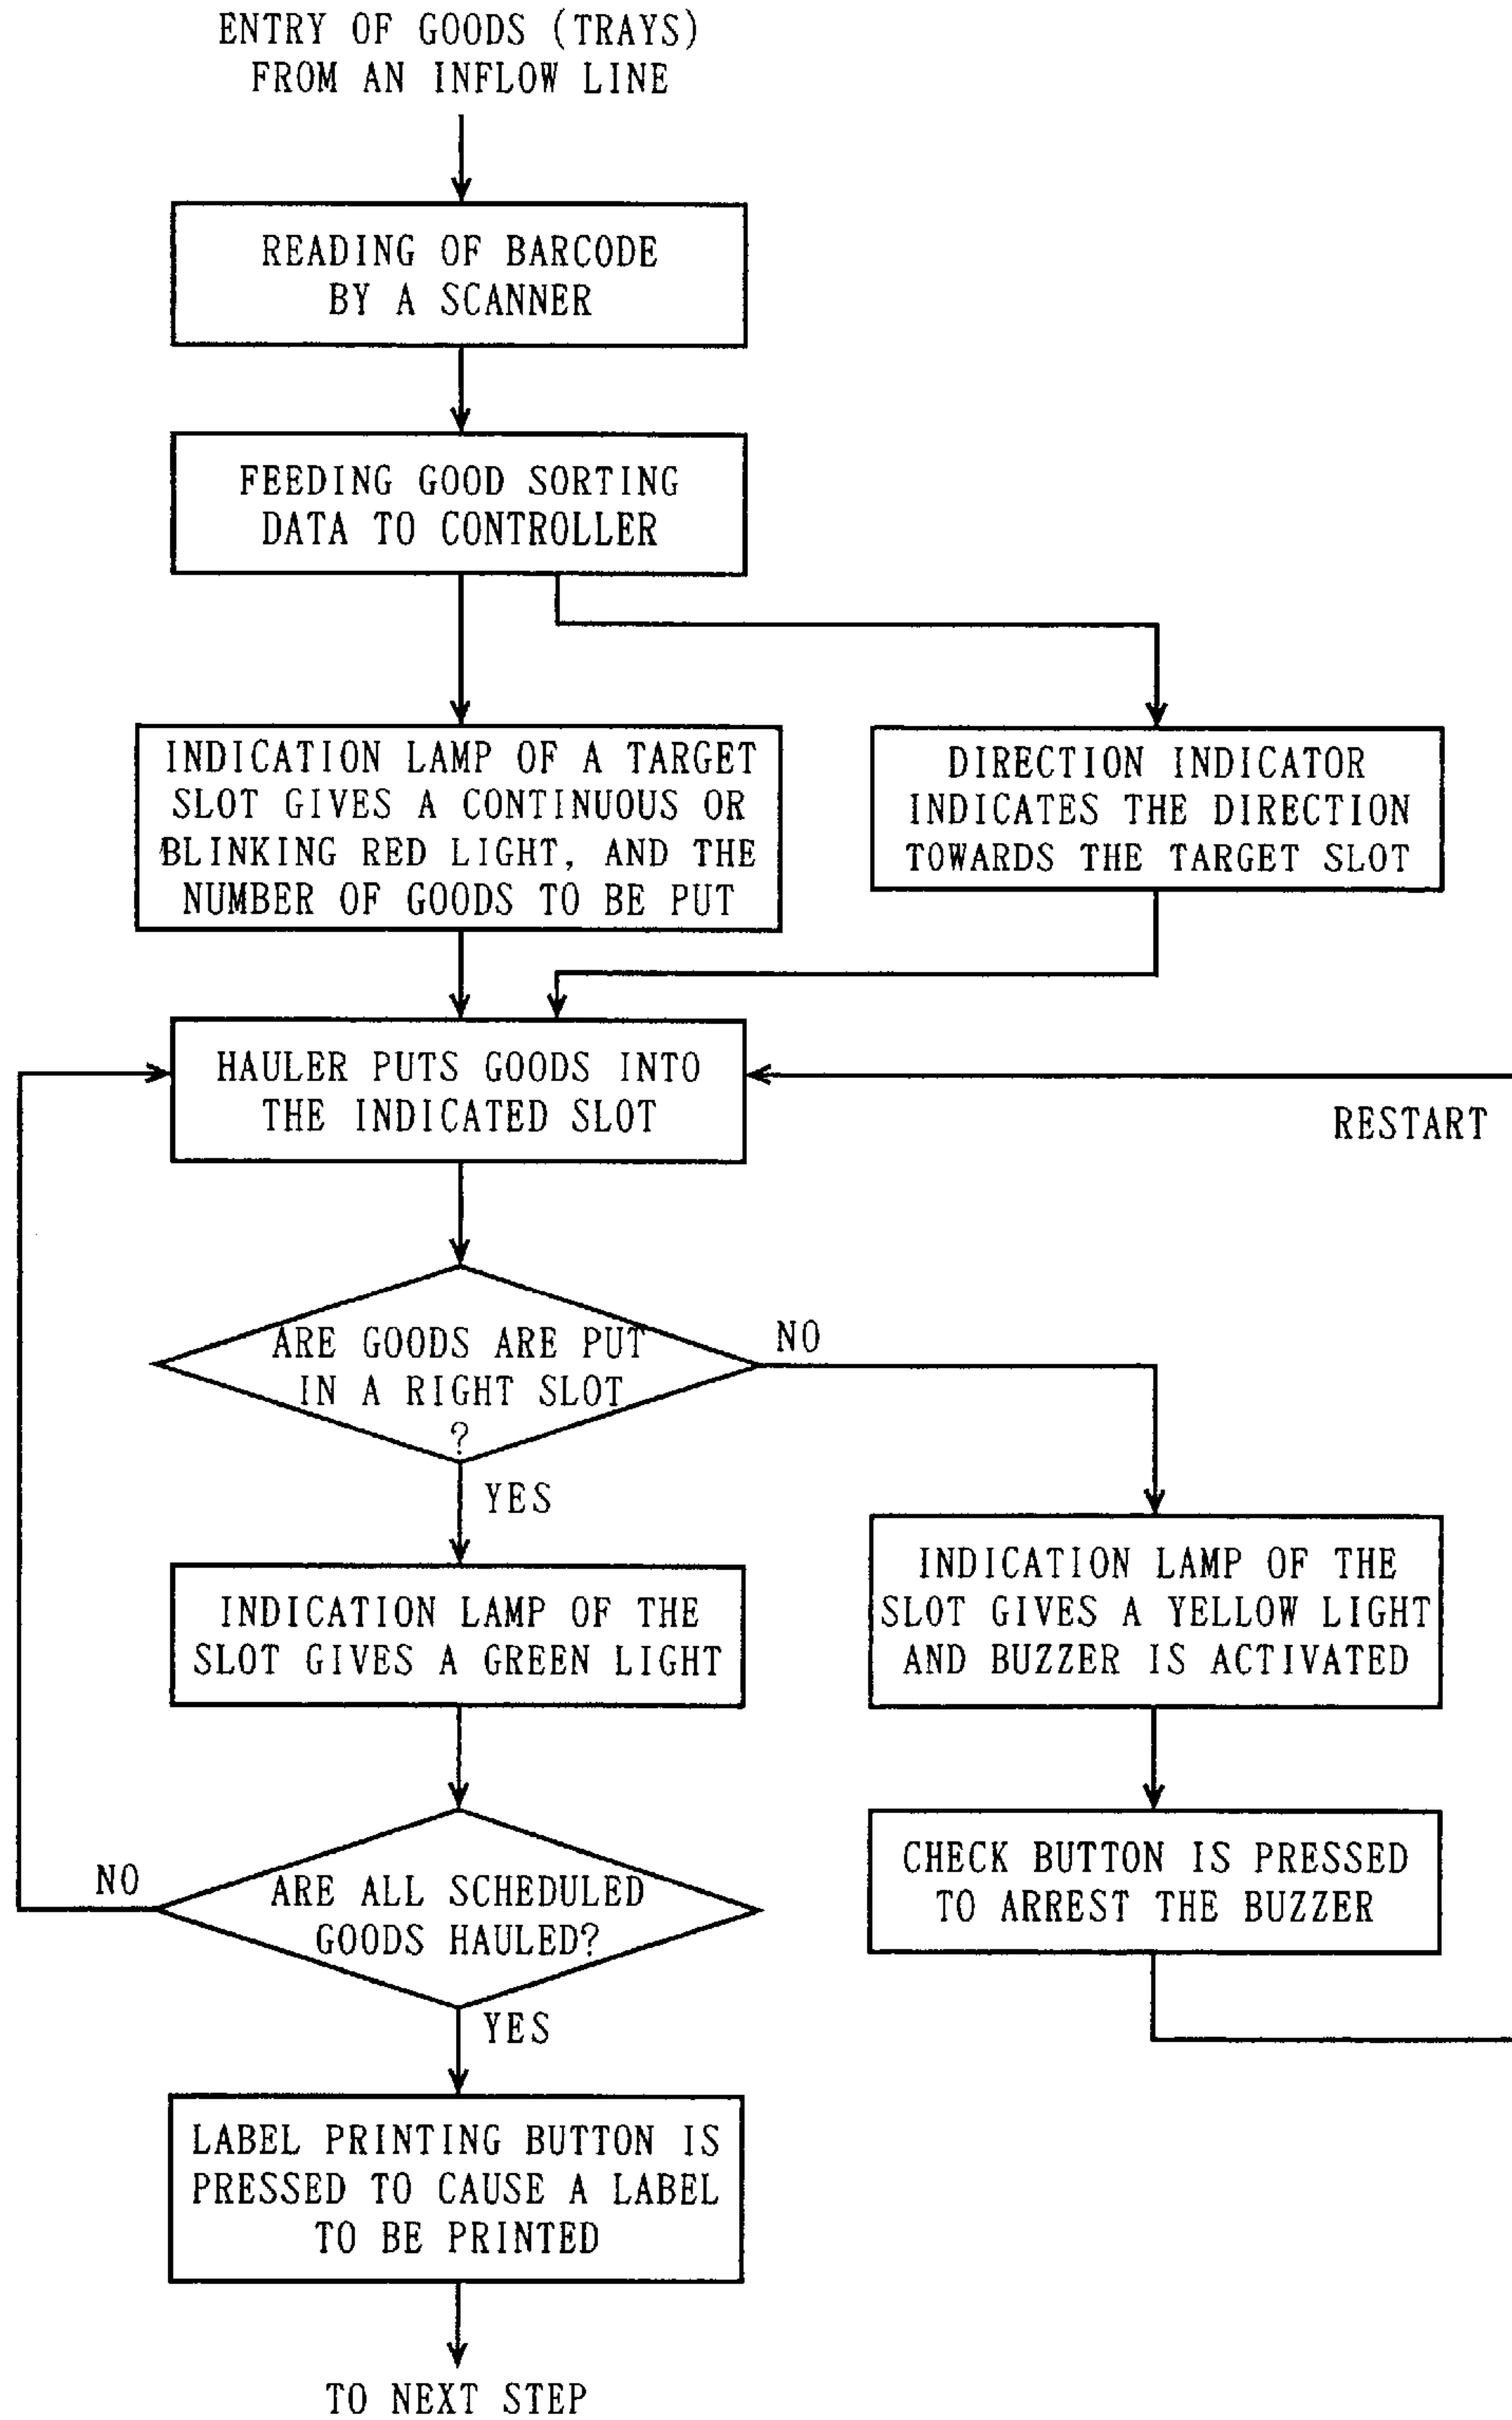 ENTRY OF GOODS (TRAYS)
FROM AN INFLOW LINE
READING OF BARCODE
BY A SCANNER
FEEDING GOOD SORTING
DATA TO CONTROLLER
INDICATION LAMP OF A TARGET
SLOT GIVES A CONTINUOUS OR
BLINKING RED LIGHT, AND THE
NUMBER OF GOODS TO BE PUT
DIRECTION INDICATOR
INDICATES THE DIRECTION
TOWARDS THE TARGET SLOT
HAULER PUTS GOODS INTO
THE INDICATED SLOT
RESTART
ARE GOODS ARE PUT
IN A RIGHT SLOT
?
NO
YES
INDICATION LAMP OF THE
SLOT GIVES A GREEN LIGHT
INDICATION LAMP OF THE
SLOT GIVES A YELLOW LIGHT
AND BUZZER IS ACTIVATED
CHECK BUTTON IS PRESSED
TO ARREST THE BUZZER
NO
ARE ALL SCHEDULED
GOODS HAULED?
YES
LABEL PRINTING BUTTON IS
PRESSED TO CAUSE A LABEL
TO BE PRINTED
TO NEXT STEP